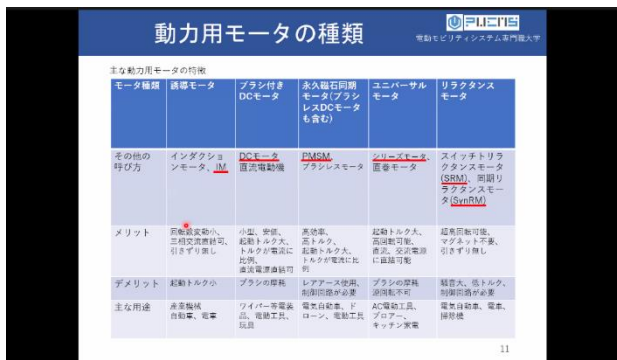 動力用モータの種類
PUEMS
電動モビリティシステム専門職大学
主な動力用モータの特徴
モータ種類 誘導モータ ブラシ付き 永久磁石同期 ユニバーサル リラクタンス
DCモータ モータ(ブラシ モータ モータ
レスDCモータ
も含む)
その他の インダクショ DCモータ、 PMSM、 シリーズモータ、 スイッチトリラ
呼び方 ンモータ、IM 直流電動機 ブラシレスモータ 直巻モータ クタンスモータ
(SRM)、同期リ
ラクタンスモー
タ(SynRM)
メリット 回転数変動小、 小型、安価、 高効率、 起動トルク大、 超高回転可能、
三相交流直結可、 起動トルク大、 高トルク、 高回転可能、 マグネット不要、
引きずり無し トルクが電流に 起動トルク大、 直流、交流電源 引きずり無し
比例、 トルクが電流に比 に直結可能
直流電源直結可 例
デメリット 起動トルク小 ブラシの摩耗 レアアース使用、 ブラシの摩耗 騒音大、低トルク、
制御回路が必要 逆回転不可 制御回路が必要
主な用途 産業機械 ワイパー等電装 電気自動車、ド AC電動工具、 電気自動車、電車、
自動車、電車 品、電動工具、 ローン、電動工具 ブロアー、 掃除機
玩具 キッチン家電
11